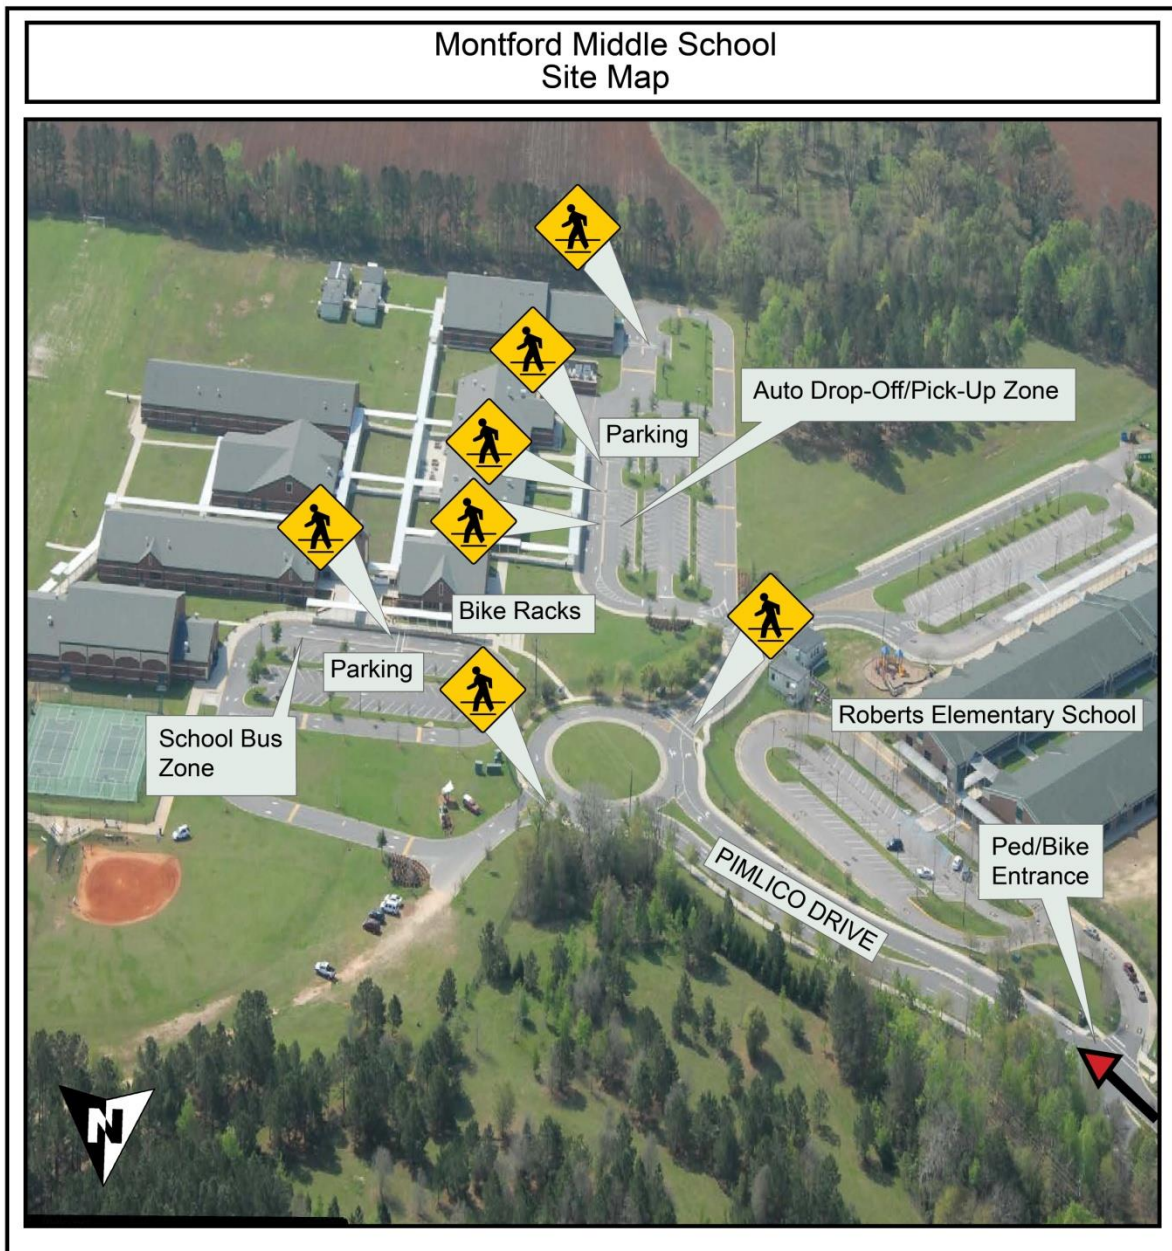 Montford Middle School
Site Map
Auto Drop-Off/Pick-Up Zone
Parking
Bike Racks
Parking
School Bus
Zone
Roberts Elementary School
Ped/Bike
Entrance
PIMLICO DRIVE
N